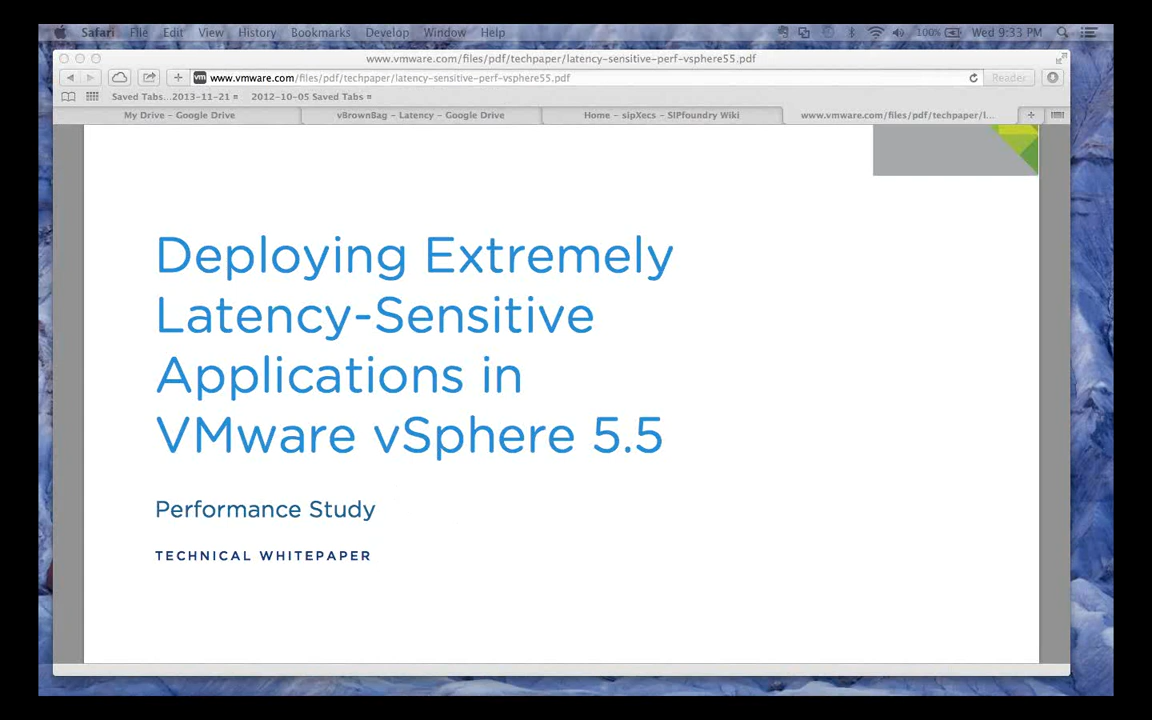 Safari File Edit View History Bookmarks Develop Window Help 100% Wed 9:33 PM
www.vmware.com/files/pdf/techpaper/latency-sensitive-perf-vsphere55.pdf
vm www.vmware.com/files/pdf/techpaper/latency-sensitive-perf-vsphere55.pdf Reader
Saved Tabs...2013-11-21 2012-10-05 Saved Tabs
My Drive – Google Drive vBrownBag – Latency – Google Drive Home – sipXecs – SIPfoundry Wiki www.vmware.com/files/pdf/techpaper/l...
Deploying Extremely
Latency-Sensitive
Applications in
VMware vSphere 5.5
Performance Study
TECHNICAL WHITEPAPER